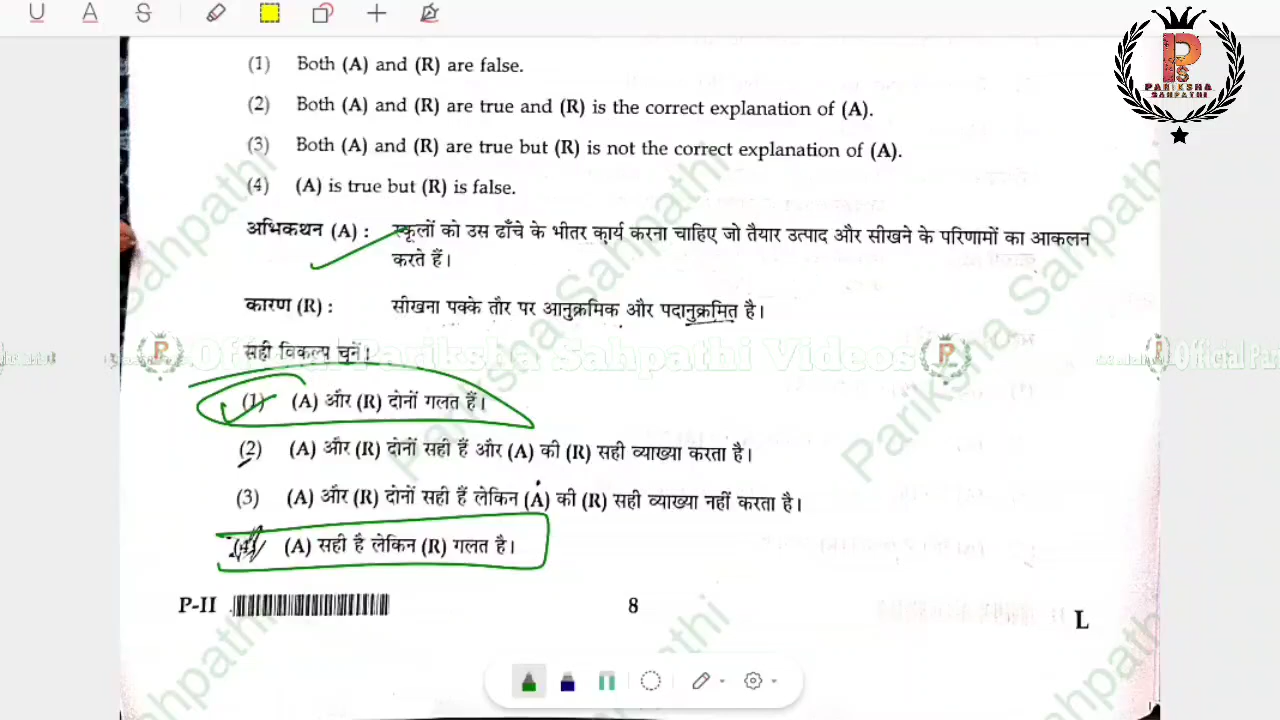 PARIKSHA
SAHPATHI
(1) Both (A) and (R) are false.
(2) Both (A) and (R) are true and (R) is the correct explanation of (A).
(3) Both (A) and (R) are true but (R) is not the correct explanation of (A).
(4) (A) is true but (R) is false.
अभिकथन (A) : स्कूलों को उस ढाँचे के भीतर कार्य करना चाहिए जो तैयार उत्पाद और सीखने के परिणामों का आकलन
करते हैं।
कारण (R) : सीखना पक्के तौर पर आनुक्रमिक और पदानुक्रमित है।
सही विकल्प चुनें।
Official Pariksha Sahpathi Videos
(1) (A) और (R) दोनों गलत हैं।
(2) (A) और (R) दोनों सही हैं और (A) की (R) सही व्याख्या करता है।
(3) (A) और (R) दोनों सही हैं लेकिन (A) की (R) सही व्याख्या नहीं करता है।
(4) (A) सही है लेकिन (R) गलत है।
P-II 8 L
Pariksha Sahpathi